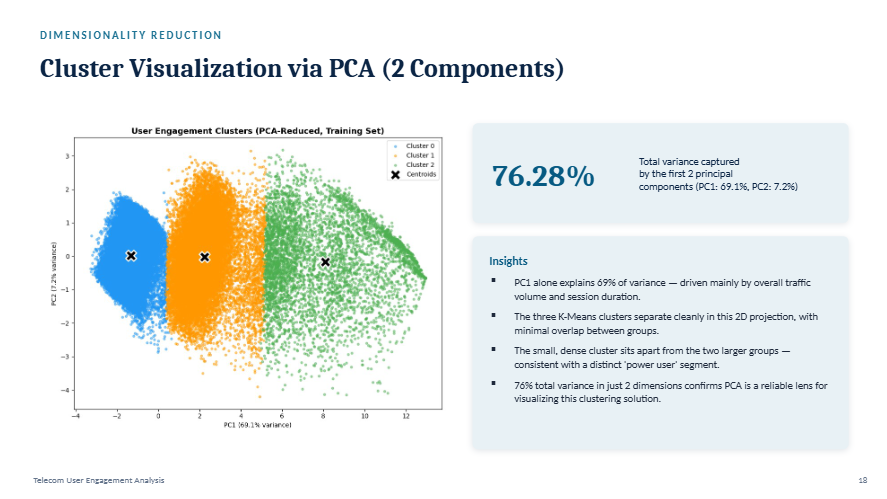 DIMENSIONALITY REDUCTION
Cluster Visualization via PCA (2 Components)
User Engagement Clusters (PCA-Reduced, Training Set)
Cluster 0
Cluster 1
Cluster 2
Centroids
3
2
1
0
−1
−2
−3
−4
PC2 (7.2% variance)
−4 −2 0 2 4 6 8 10 12
PC1 (69.1% variance)
76.28%
Total variance captured
by the first 2 principal
components (PC1: 69.1%, PC2: 7.2%)
Insights
▪ PC1 alone explains 69% of variance — driven mainly by overall traffic
volume and session duration.
▪ The three K-Means clusters separate cleanly in this 2D projection, with
minimal overlap between groups.
▪ The small, dense cluster sits apart from the two larger groups —
consistent with a distinct 'power user' segment.
▪ 76% total variance in just 2 dimensions confirms PCA is a reliable lens for
visualizing this clustering solution.
Telecom User Engagement Analysis
18